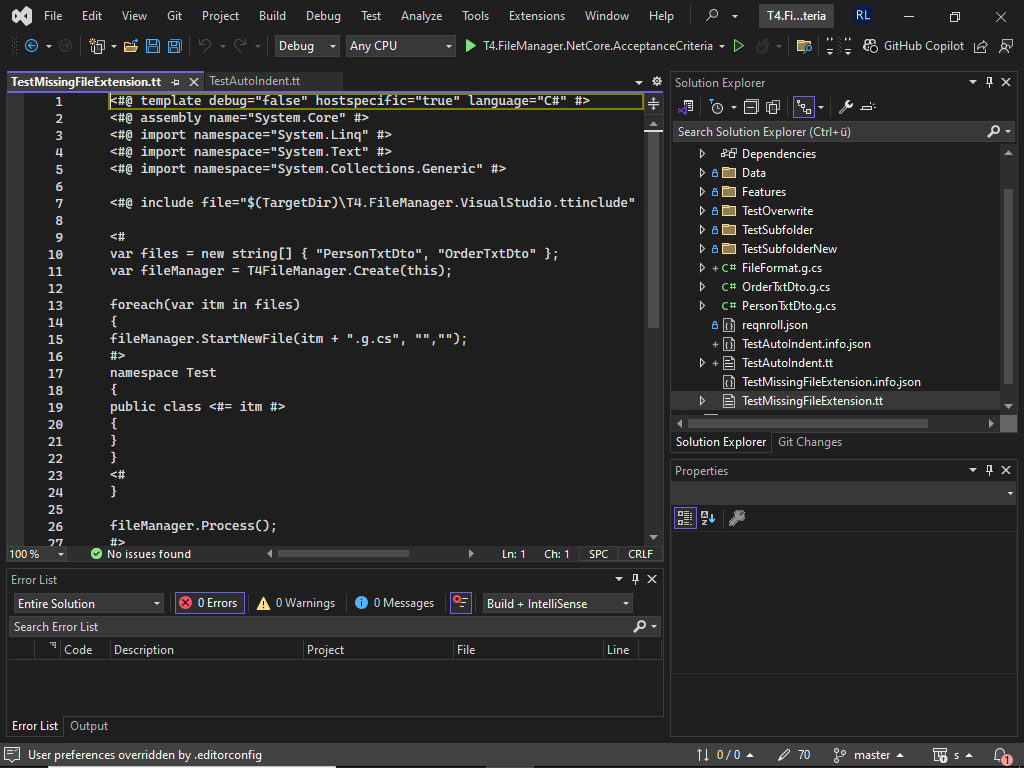 File Edit View Git Project Build Debug Test Analyze Tools Extensions Window Help T4.Fi...teria RL
Debug Any CPU T4.FileManager.NetCore.AcceptanceCriteria GitHub Copilot
TestMissingFileExtension.tt TestAutoIndent.tt
1 <#@ template debug="false" hostspecific="true" language="C#" #>
2 <#@ assembly name="System.Core" #>
3 <#@ import namespace="System.Linq" #>
4 <#@ import namespace="System.Text" #>
5 <#@ import namespace="System.Collections.Generic" #>
6
7 <#@ include file="$(TargetDir)\T4.FileManager.VisualStudio.ttinclude"
8
9 <#
10 var files = new string[] { "PersonTxtDto", "OrderTxtDto" };
11 var fileManager = T4FileManager.Create(this);
12
13 foreach(var itm in files)
14 {
15 fileManager.StartNewFile(itm + ".g.cs", "","");
16 #>
17 namespace Test
18 {
19 public class <#= itm #>
20 {
21 }
22 }
23 <#
24 }
25
26 fileManager.Process();
27 #>
100 % No issues found Ln: 1 Ch: 1 SPC CRLF
Solution Explorer
Search Solution Explorer (Ctrl+ü)
Dependencies
Data
Features
TestOverwrite
TestSubfolder
TestSubfolderNew
C# FileFormat.g.cs
C# OrderTxtDto.g.cs
C# PersonTxtDto.g.cs
reqnroll.json
TestAutoIndent.info.json
TestAutoIndent.tt
TestMissingFileExtension.info.json
TestMissingFileExtension.tt
Solution Explorer Git Changes
Properties
Error List
Entire Solution 0 Errors 0 Warnings 0 Messages Build + IntelliSense
Search Error List
Code Description Project File Line
Error List Output
User preferences overridden by .editorconfig 0 / 0 70 master s 1